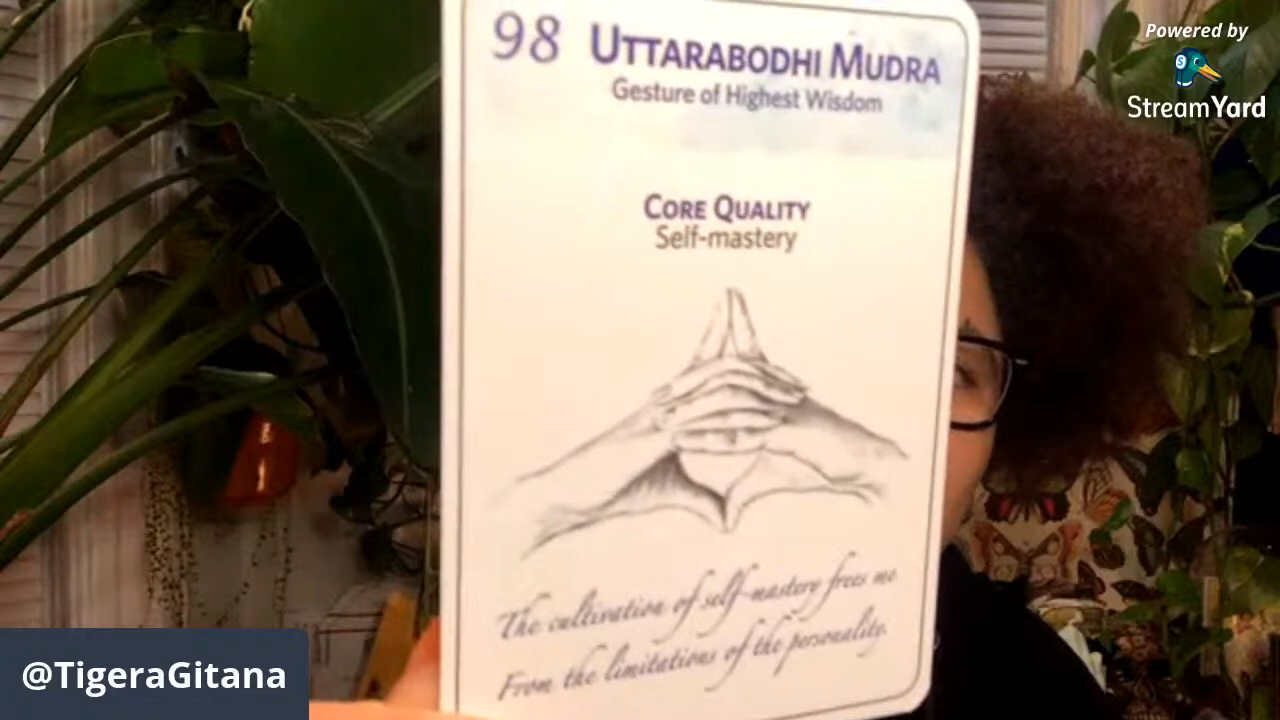 98 UTTARABODHI MUDRA
Gesture of Highest Wisdom
CORE QUALITY
Self-mastery
The cultivation of self-mastery frees me
From the limitations of the personality.
Powered by
StreamYard
@TigeraGitana